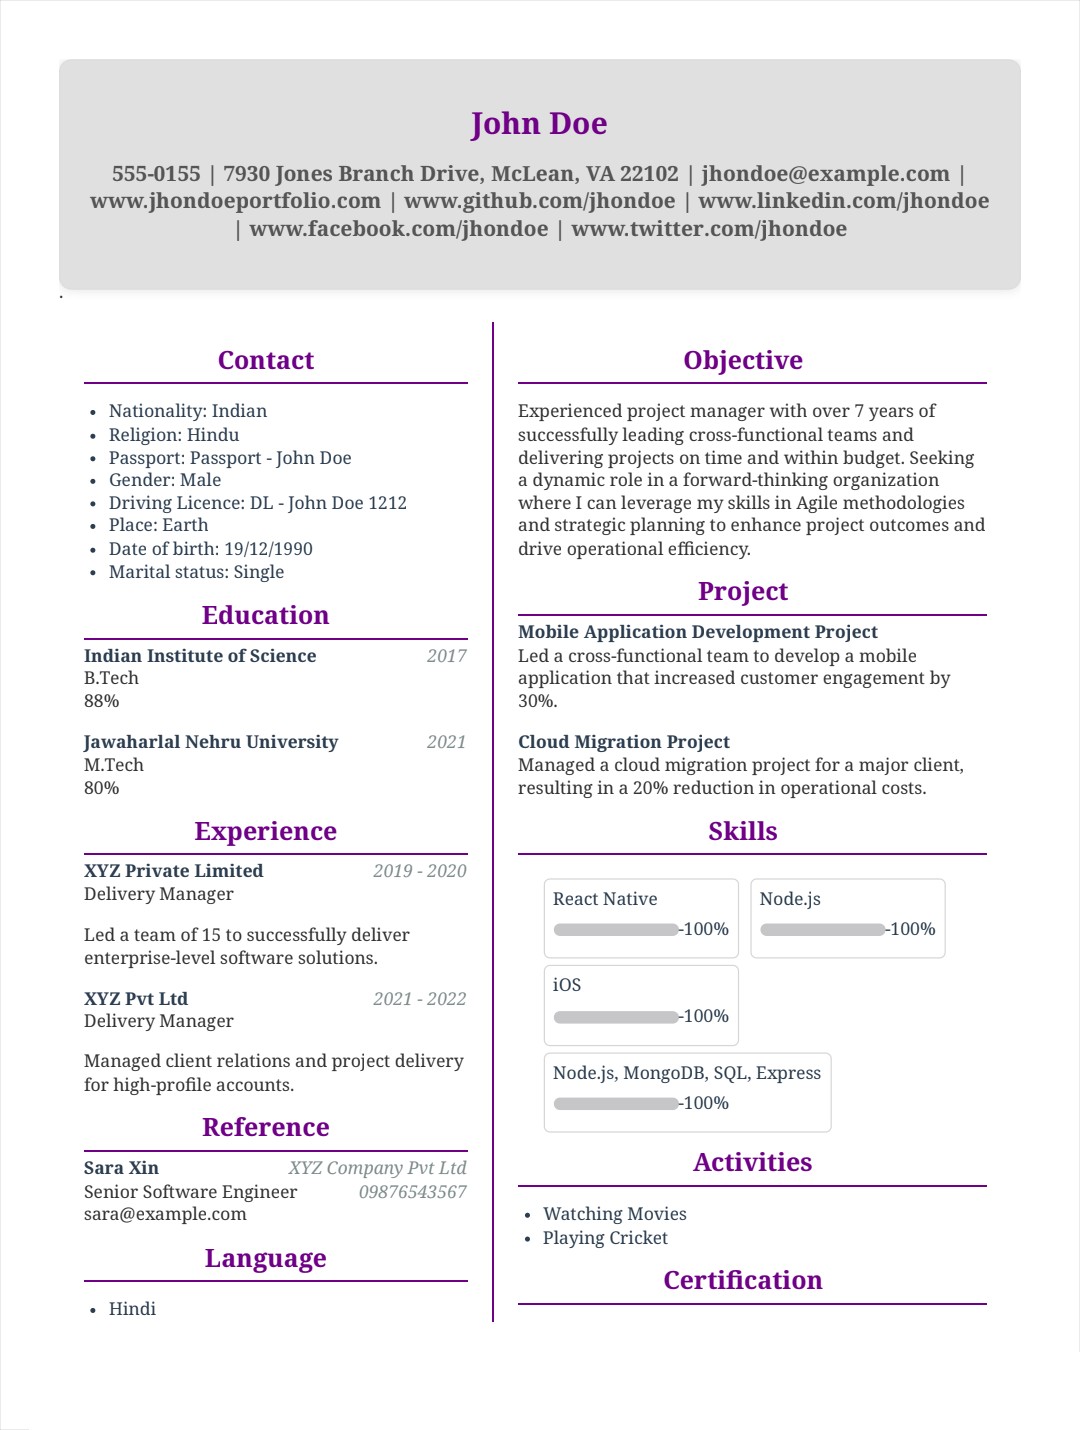 John Doe
555-0155 | 7930 Jones Branch Drive, McLean, VA 22102 | jhondoe@example.com |
www.jhondoeportfolio.com | www.github.com/jhondoe | www.linkedin.com/jhondoe
| www.facebook.com/jhondoe | www.twitter.com/jhondoe
.
Contact
• Nationality: Indian
• Religion: Hindu
• Passport: Passport - John Doe
• Gender: Male
• Driving Licence: DL - John Doe 1212
• Place: Earth
• Date of birth: 19/12/1990
• Marital status: Single
Education
Indian Institute of Science 2017
B.Tech
88%
Jawaharlal Nehru University 2021
M.Tech
80%
Experience
XYZ Private Limited 2019 - 2020
Delivery Manager
Led a team of 15 to successfully deliver
enterprise-level software solutions.
XYZ Pvt Ltd 2021 - 2022
Delivery Manager
Managed client relations and project delivery
for high-profile accounts.
Reference
Sara Xin XYZ Company Pvt Ltd
Senior Software Engineer 09876543567
sara@example.com
Language
• Hindi
Objective
Experienced project manager with over 7 years of
successfully leading cross-functional teams and
delivering projects on time and within budget. Seeking
a dynamic role in a forward-thinking organization
where I can leverage my skills in Agile methodologies
and strategic planning to enhance project outcomes and
drive operational efficiency.
Project
Mobile Application Development Project
Led a cross-functional team to develop a mobile
application that increased customer engagement by
30%.
Cloud Migration Project
Managed a cloud migration project for a major client,
resulting in a 20% reduction in operational costs.
Skills
React Native
-100%
Node.js
-100%
iOS
-100%
Node.js, MongoDB, SQL, Express
-100%
Activities
• Watching Movies
• Playing Cricket
Certification